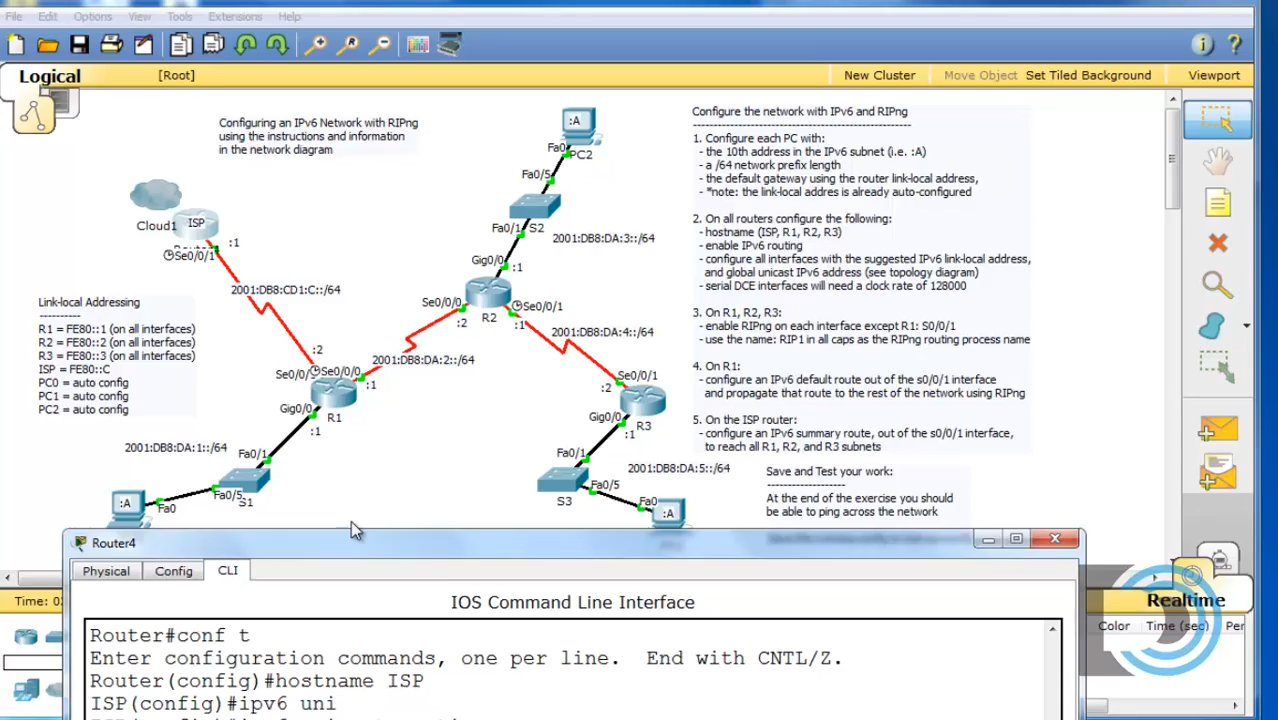 File Edit Options View Tools Extensions Help
Logical [Root] New Cluster Move Object Set Tiled Background Viewport
Configuring an IPv6 Network with RIPng
using the instructions and information
in the network diagram
:A
Fa0
PC2
Fa0/5
Fa0/1
S2
2001:DB8:DA:3::/64
Gig0/0
:1
Cloud1
ISP
:1
Se0/0/1
2001:DB8:CD1:C::/64
Se0/0/0
:2
R2
Se0/0/1
:1
2001:DB8:DA:4::/64
Link-local Addressing
----------
R1 = FE80::1 (on all interfaces)
R2 = FE80::2 (on all interfaces)
R3 = FE80::3 (on all interfaces)
ISP = FE80::C
PC0 = auto config
PC1 = auto config
PC2 = auto config
:2
2001:DB8:DA:2::/64
Se0/0/0
:1
Gig0/0
R1
:1
Se0/0/1
:2
Gig0/0
R3
:1
2001:DB8:DA:1::/64
Fa0/1
Fa0/5
S1
:A
Fa0
2001:DB8:DA:5::/64
Fa0/1
Fa0/5
S3
Fa0
:A
Configure the network with IPv6 and RIPng
-----------------------------------------------
1. Configure each PC with:
- the 10th address in the IPv6 subnet (i.e. :A)
- a /64 network prefix length
- the default gateway using the router link-local address,
- *note: the link-local addres is already auto-configured
2. On all routers configure the following:
- hostname (ISP, R1, R2, R3)
- enable IPv6 routing
- configure all interfaces with the suggested IPv6 link-local address,
and global unicast IPv6 address (see topology diagram)
- serial DCE interfaces will need a clock rate of 128000
3. On R1, R2, R3:
- enable RIPng on each interface except R1: S0/0/1
- use the name: RIP1 in all caps as the RIPng routing process name
4. On R1:
- configure an IPv6 default route out of the s0/0/1 interface
and propagate that route to the rest of the network using RIPng
5. On the ISP router:
- configure an IPv6 summary route, out of the s0/0/1 interface,
to reach all R1, R2, and R3 subnets
Save and Test your work:
-----------------
At the end of the exercise you should
be able to ping across the network
Time: 0
Realtime
Color Time (sec) Per
Router4
Physical Config CLI
IOS Command Line Interface
Router#conf t
Enter configuration commands, one per line. End with CNTL/Z.
Router(config)#hostname ISP
ISP(config)#ipv6 uni